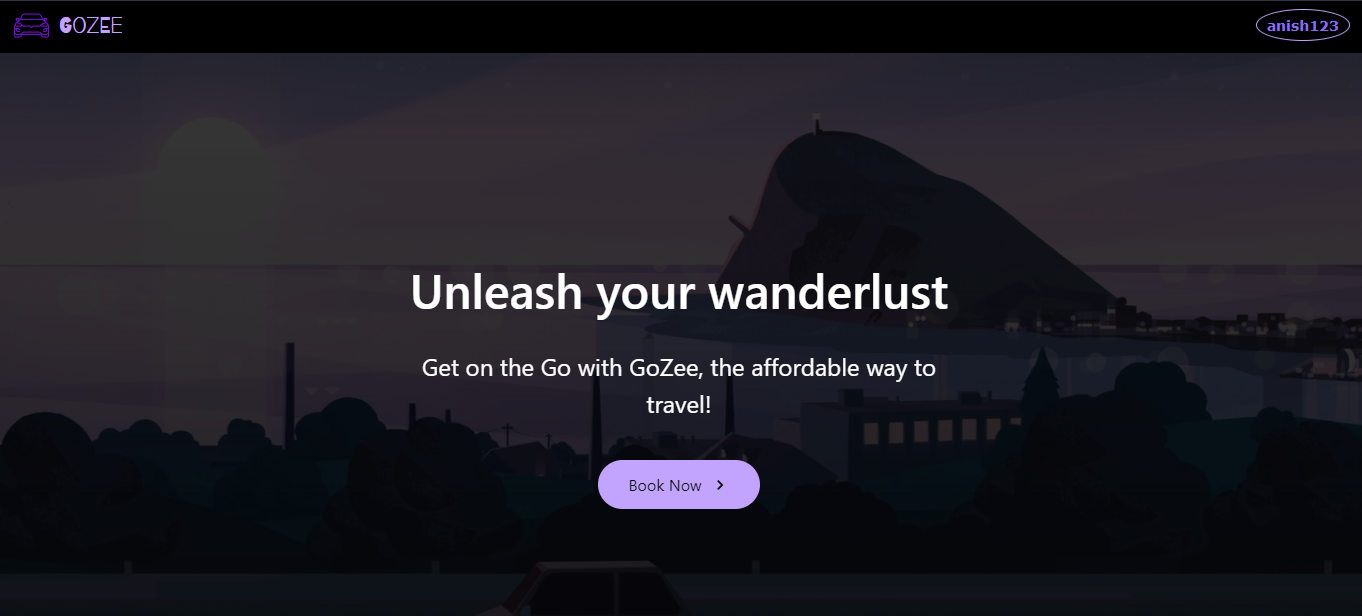 GOZEE
anish123
Unleash your wanderlust
Get on the Go with GoZee, the affordable way to
travel!
Book Now